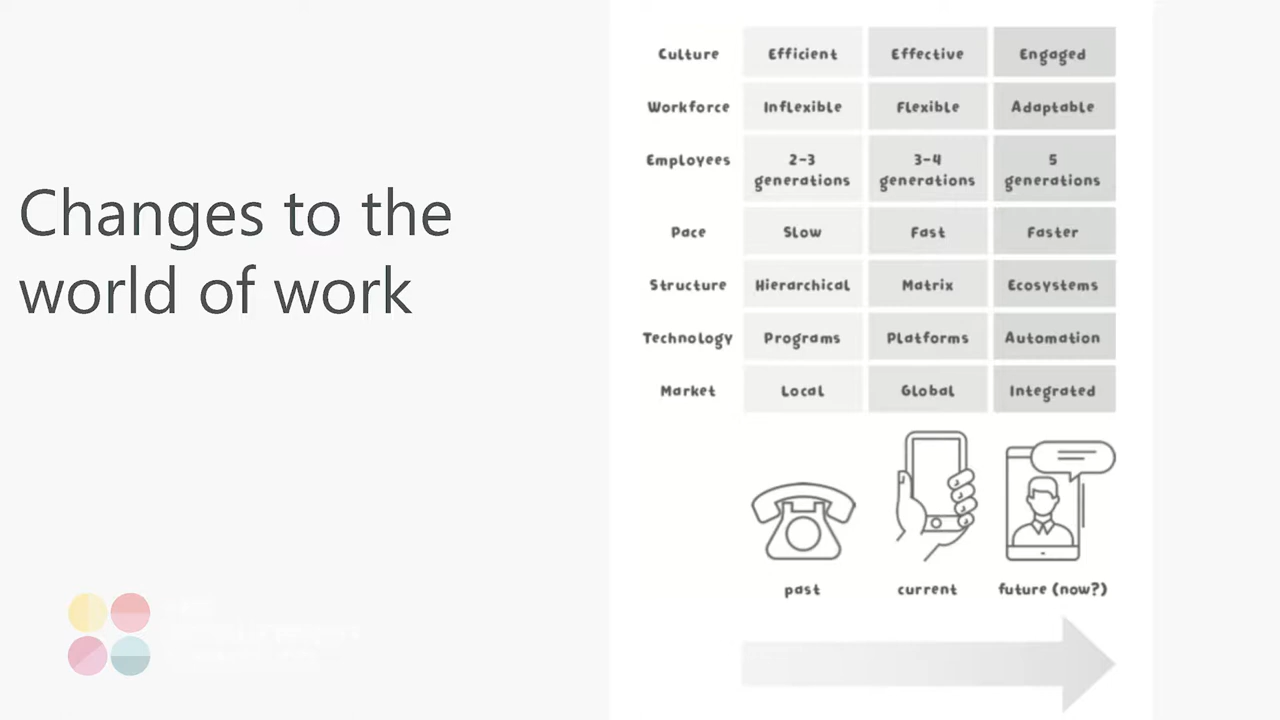 Changes to the
world of work
Culture Efficient Effective Engaged
Workforce Inflexible Flexible Adaptable
Employees 2-3 generations 3-4 generations 5 generations
Pace Slow Fast Faster
Structure Hierarchical Matrix Ecosystems
Technology Programs Platforms Automation
Market Local Global Integrated
past current future (now?)